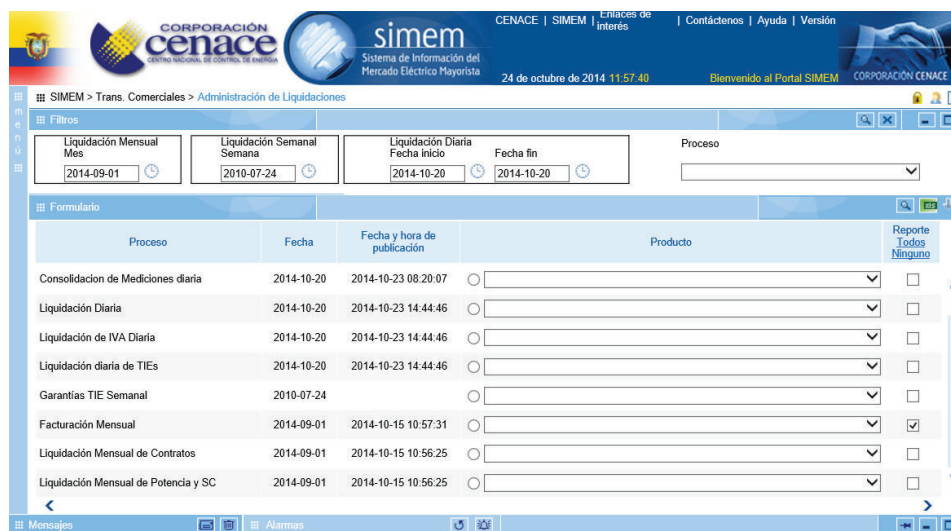 CORPORACIÓN
cenace
CENTRO NACIONAL DE CONTROL DE ENERGIA
simem
Sistema de Información del
Mercado Eléctrico Mayorista
CENACE | SIMEM | Enlaces de interés | Contáctenos | Ayuda | Versión
24 de octubre de 2014 11:57:40
Bienvenido al Portal SIMEM
CORPORACIÓN CENACE
menú
SIMEM > Trans. Comerciales > Administración de Liquidaciones
Filtros
Liquidación Mensual
Mes
2014-09-01
Liquidación Semanal
Semana
2010-07-24
Liquidación Diaria
Fecha inicio Fecha fin
2014-10-20 2014-10-20
Proceso
Formulario
xls
Proceso Fecha Fecha y hora de publicación Producto Reporte Todos Ninguno
Consolidacion de Mediciones diaria 2014-10-20 2014-10-23 08:20:07
Liquidación Diaria 2014-10-20 2014-10-23 14:44:46
Liquidación de IVA Diaria 2014-10-20 2014-10-23 14:44:46
Liquidación diaria de TIEs 2014-10-20 2014-10-23 14:44:46
Garantías TIE Semanal 2010-07-24
Facturación Mensual 2014-09-01 2014-10-15 10:57:31
Liquidación Mensual de Contratos 2014-09-01 2014-10-15 10:56:25
Liquidación Mensual de Potencia y SC 2014-09-01 2014-10-15 10:56:25
Mensajes Alarmas